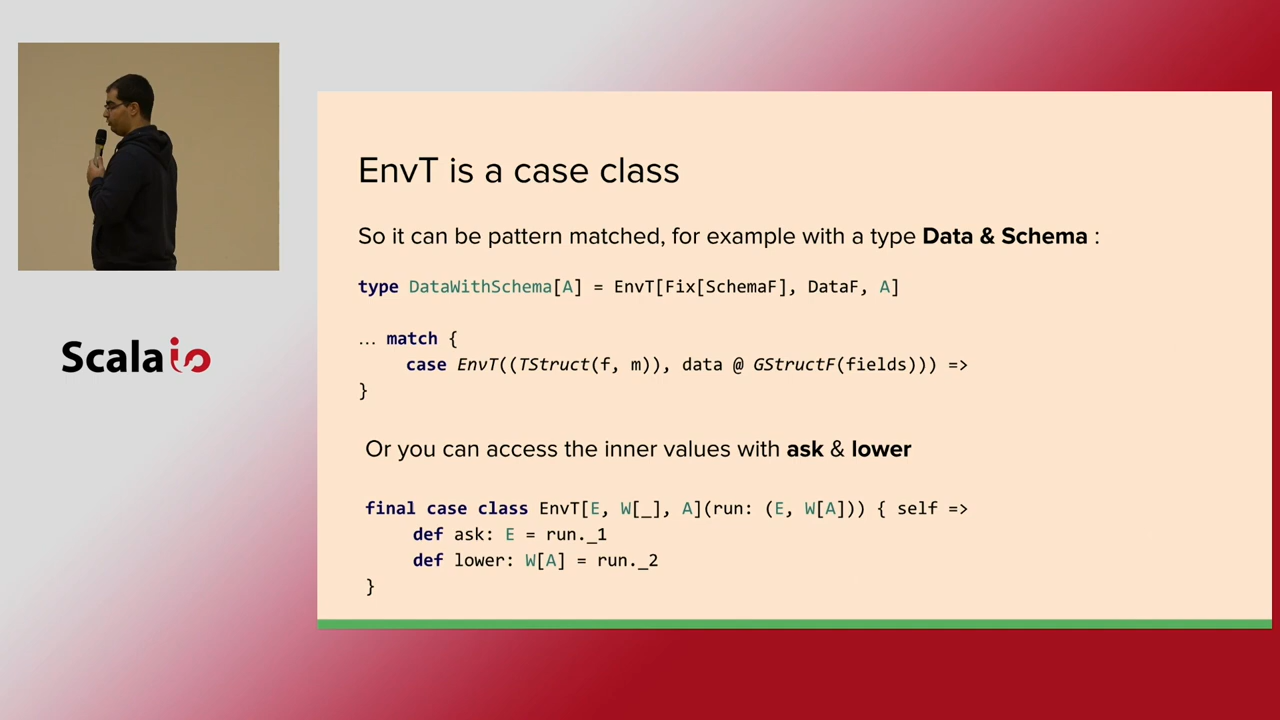 Scalaio
EnvT is a case class
So it can be pattern matched, for example with a type Data & Schema :
type DataWithSchema[A] = EnvT[Fix[SchemaF], DataF, A]
... match {
case EnvT((TStruct(f, m)), data @ GStructF(fields))) =>
}
Or you can access the inner values with ask & lower
final case class EnvT[E, W[_], A](run: (E, W[A])) { self =>
def ask: E = run._1
def lower: W[A] = run._2
}